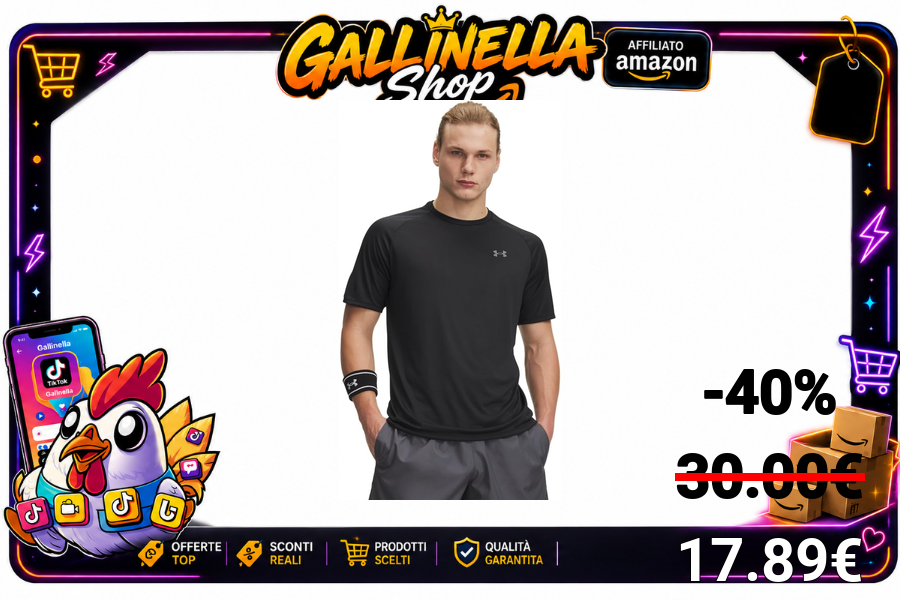 GALLINELLA
Shop
AFFILIATO
amazon
Gallinella
TikTok
Gallinella
-40%
30.00€
17.89€
OFFERTE
TOP
SCONTI
REALI
PRODOTTI
SCELTI
QUALITÀ
GARANTITA